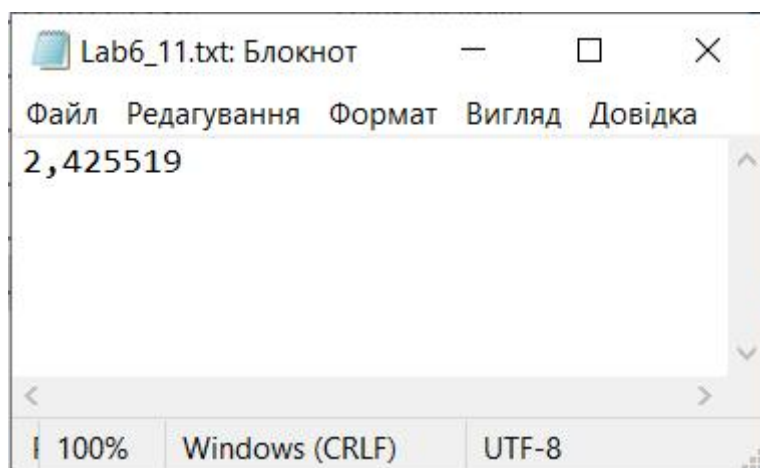 Lab6_11.txt: Блокнот
Файл Редагування Формат Вигляд Довідка
2,425519
100% Windows (CRLF) UTF-8